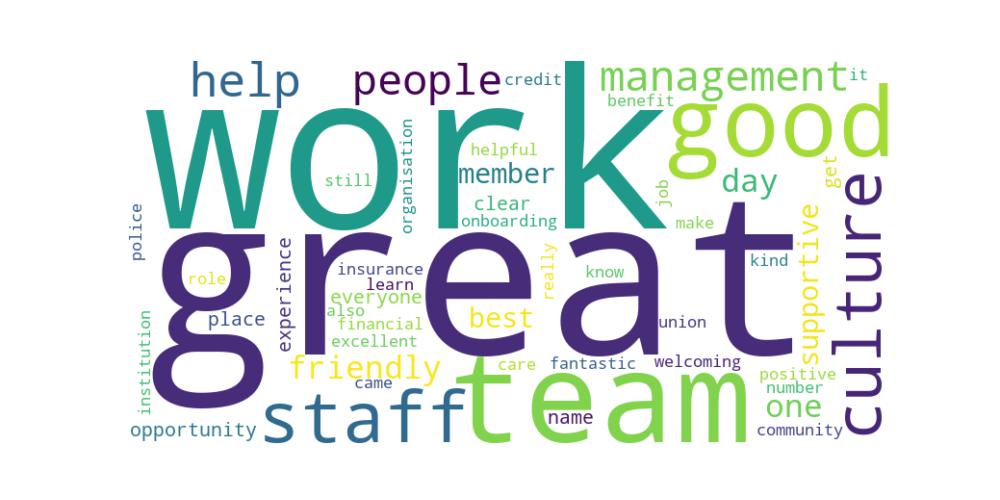 help
people
credit
management
it
benefit
work
good
organisation
helpful
still
member
day
get
job
clear
onboarding
make
police
culture
great
experience
insurance
learn
role
everyone
also
financial
excellent
place
best
really
know
kind
supportive
union
institution
friendly
came
care
fantastic
welcoming
positive
number
opportunity
staff
team
name
one
community